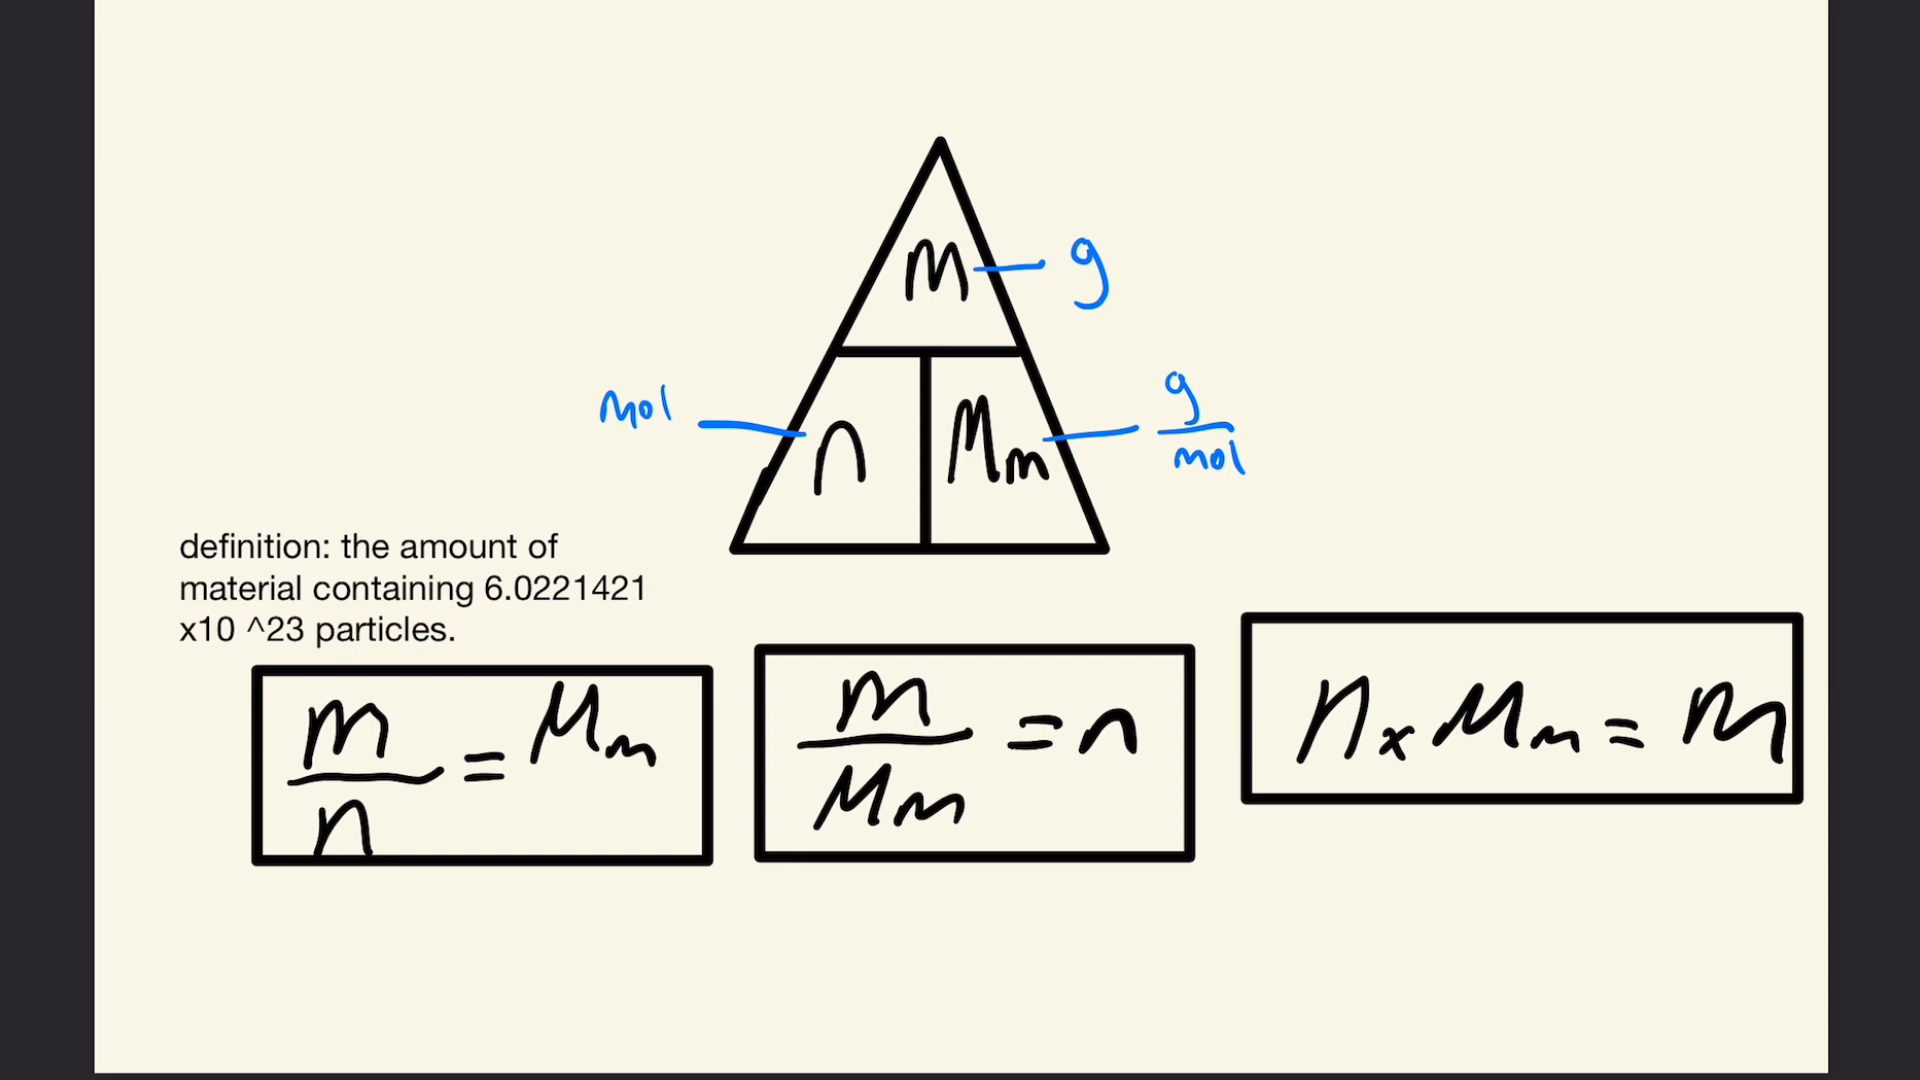 m — g
mol — n
Mm — g/mol
definition: the amount of
material containing 6.0221421
x10 ^23 particles.
m/n = Mm
m/Mm = n
n x Mm = m